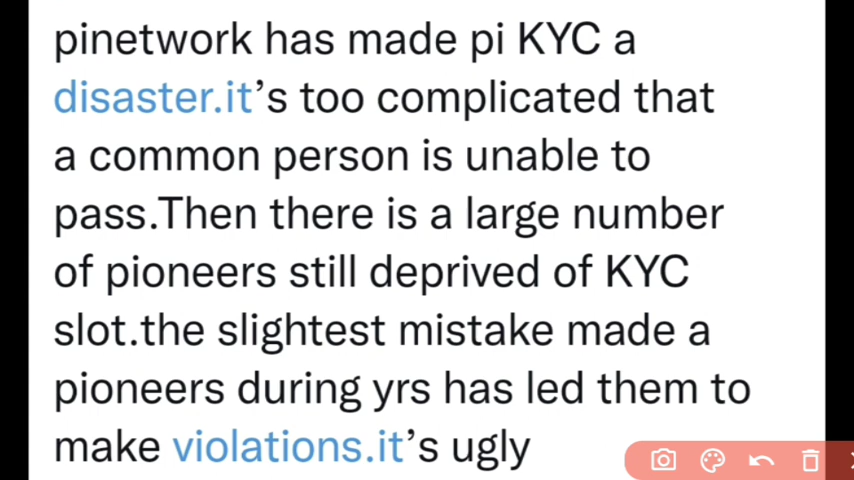 pinetwork has made pi KYC a
disaster.it’s too complicated that
a common person is unable to
pass.Then there is a large number
of pioneers still deprived of KYC
slot.the slightest mistake made a
pioneers during yrs has led them to
make violations.it’s ugly